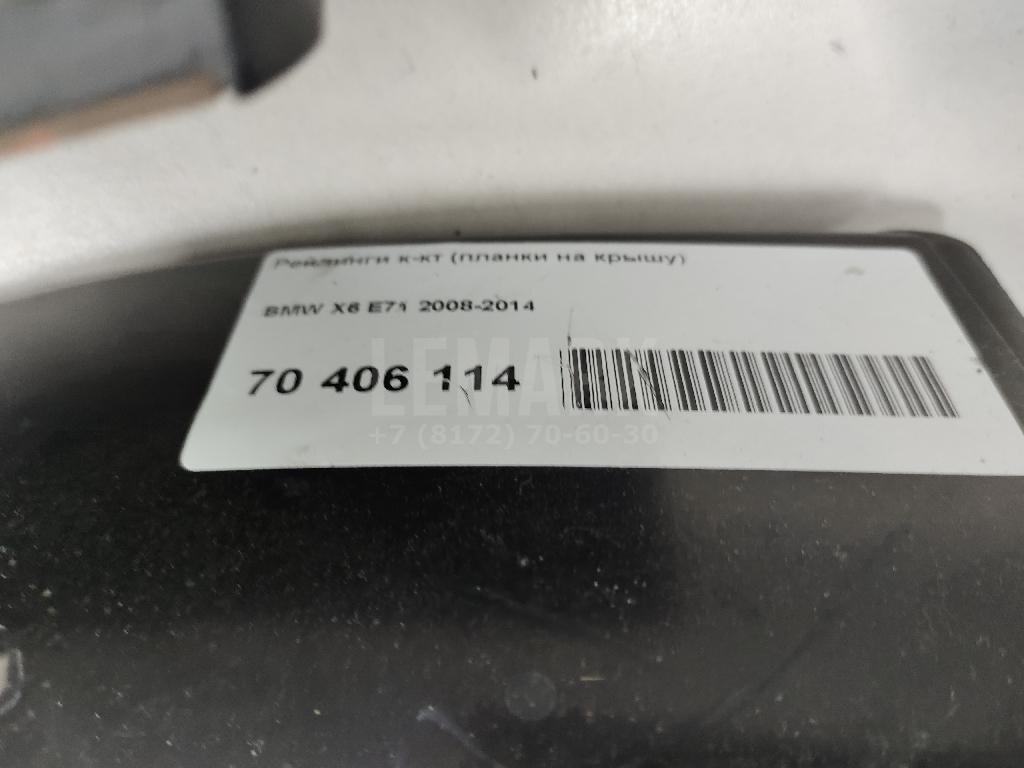 Рейлинги к-кт (планки на крышу)
BMW X6 E71 2008-2014
70 406 114
LEMARK
+7 (8172) 70-60-30